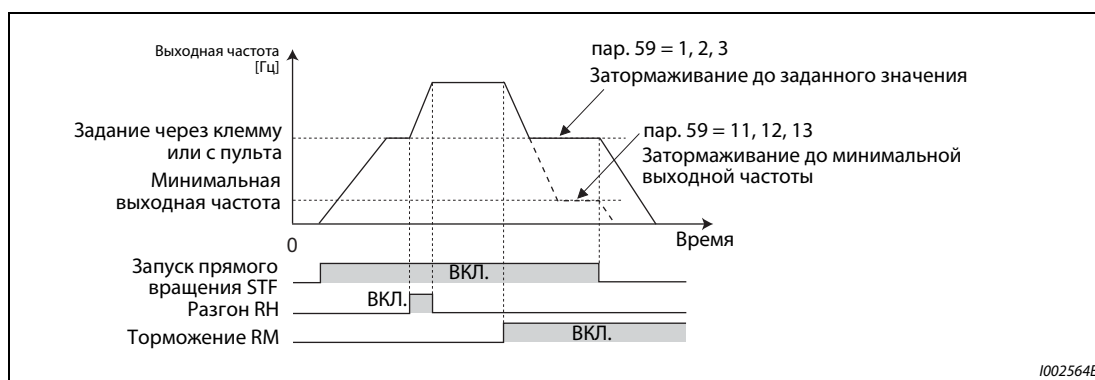 Выходная частота
[Гц]
пар. 59 = 1, 2, 3
Затормаживание до заданного значения
Задание через клемму
или с пульта
пар. 59 = 11, 12, 13
Затормаживание до минимальной
выходной частоты
Минимальная
выходная частота
0
Время
Запуск прямого
вращения STF
ВКЛ.
Разгон RH
ВКЛ.
Торможение RM
ВКЛ.
I002564E